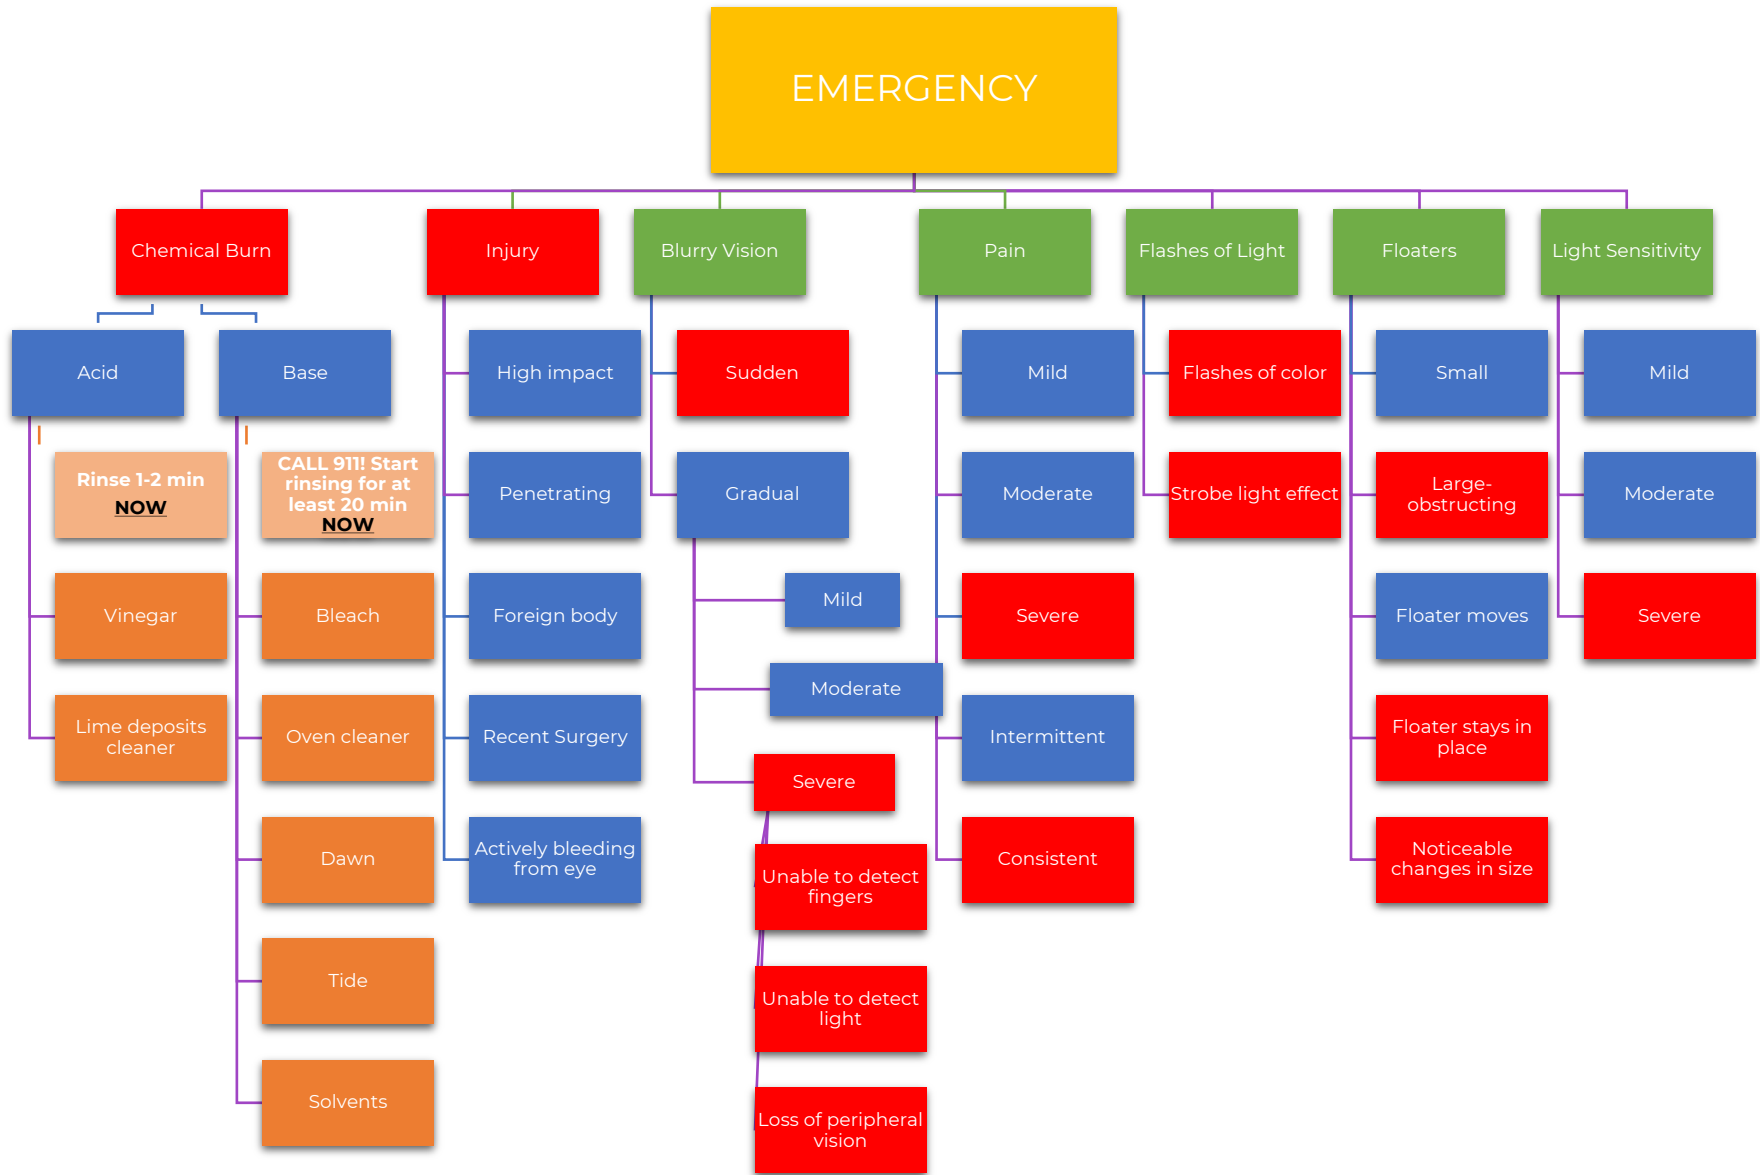 EMERGENCY
Chemical Burn
Injury
Blurry Vision
Pain
Flashes of Light
Floaters
Light Sensitivity
Acid
Base
High impact
Sudden
Mild
Flashes of color
Small
Mild
Rinse 1-2 min
NOW
CALL 911! Start
rinsing for at
least 20 min
NOW
Penetrating
Gradual
Moderate
Strobe light effect
Large-
obstructing
Moderate
Vinegar
Bleach
Foreign body
Mild
Severe
Floater moves
Severe
Lime deposits
cleaner
Oven cleaner
Recent Surgery
Moderate
Intermittent
Floater stays in
place
Severe
Dawn
Actively bleeding
from eye
Unable to detect
fingers
Consistent
Noticeable
changes in size
Tide
Unable to detect
light
Solvents
Loss of peripheral
vision